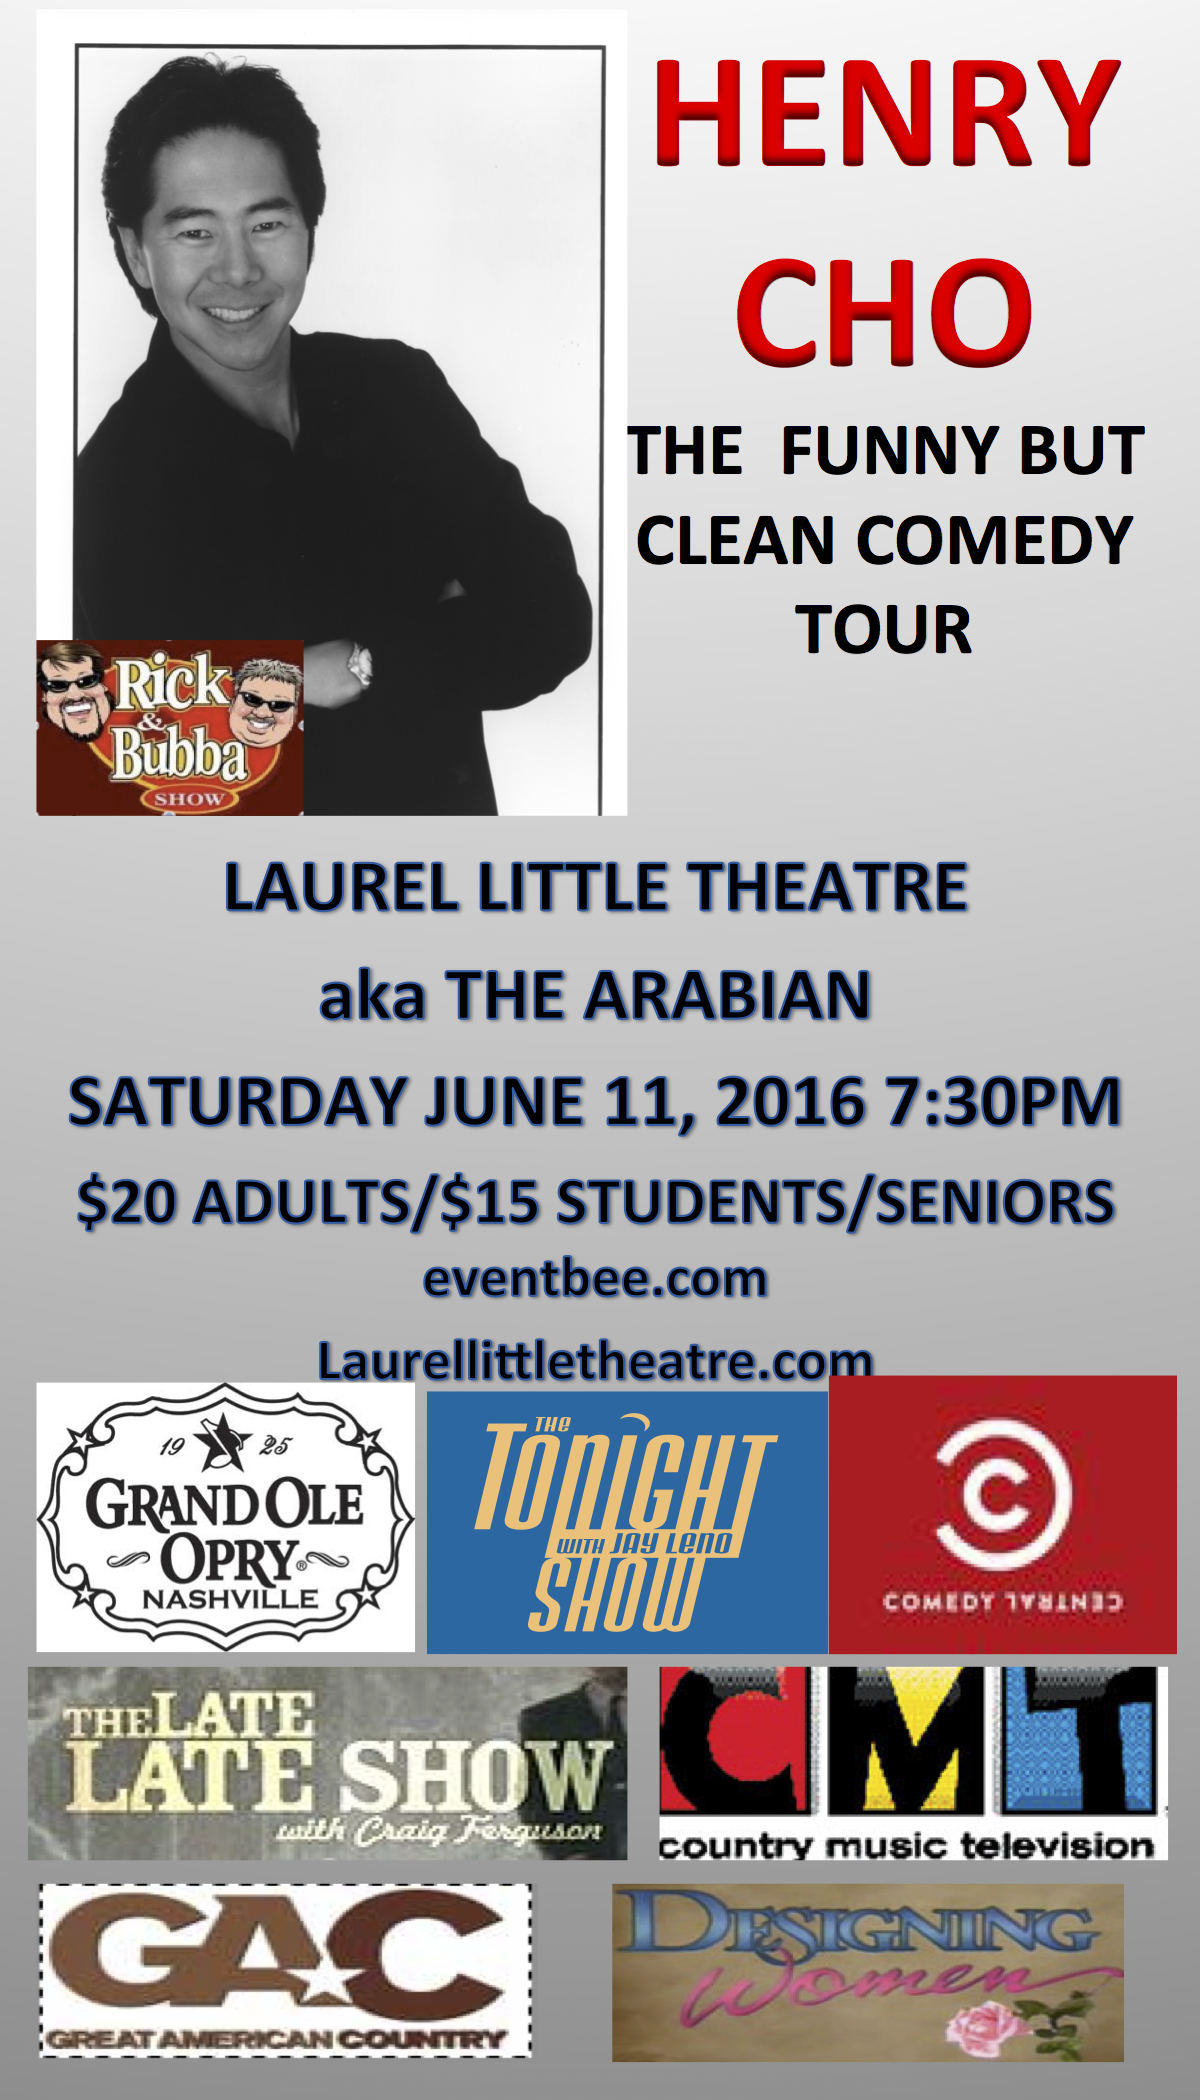 HENRY
CHO
THE FUNNY BUT
CLEAN COMEDY
TOUR
Rick
&
Bubba
SHOW
LAUREL LITTLE THEATRE
aka THE ARABIAN
SATURDAY JUNE 11, 2016 7:30PM
$20 ADULTS/$15 STUDENTS/SENIORS
eventbee.com
Laurellittletheatre.com
19 25
GRAND OLE
OPRY®
NASHVILLE
THE
TONIGHT
WITH JAY LENO
SHOW
C
COMEDY CENTRAL
THE LATE
LATE SHOW
with Craig Ferguson
CMT
country music television
GAC
GREAT AMERICAN COUNTRY
DESIGNING
Women